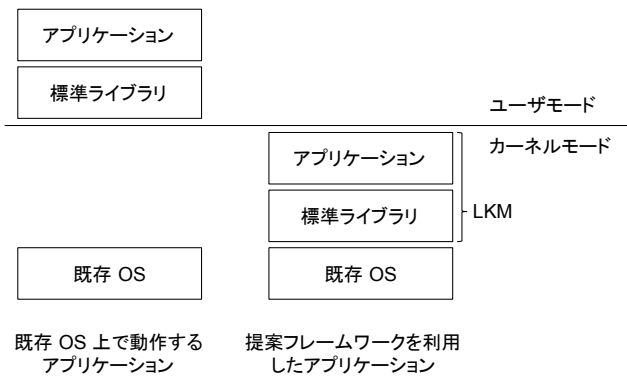 アプリケーション
標準ライブラリ
ユーザモード
カーネルモード
アプリケーション
標準ライブラリ
LKM
既存 OS
既存 OS
既存 OS 上で動作する
アプリケーション
提案フレームワークを利用
したアプリケーション